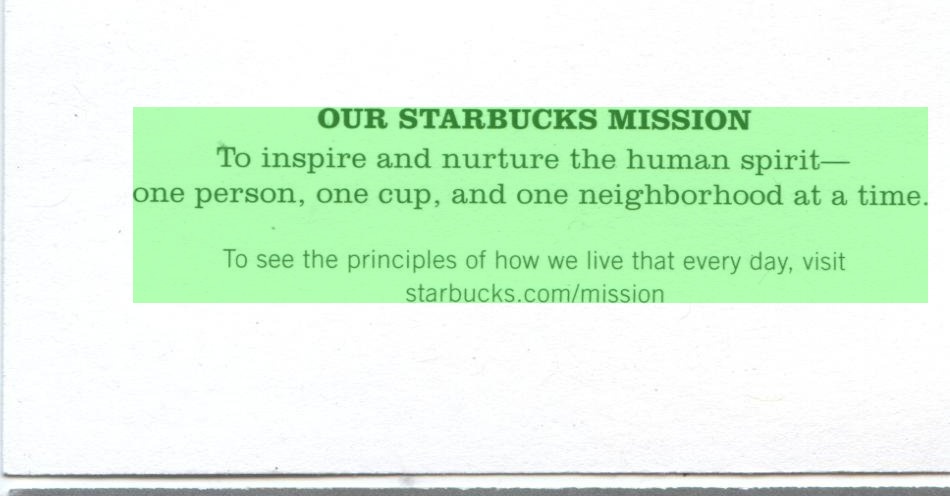 OUR STARBUCKS MISSION
To inspire and nurture the human spirit—
one person, one cup, and one neighborhood at a time.
To see the principles of how we live that every day, visit
starbucks.com/mission